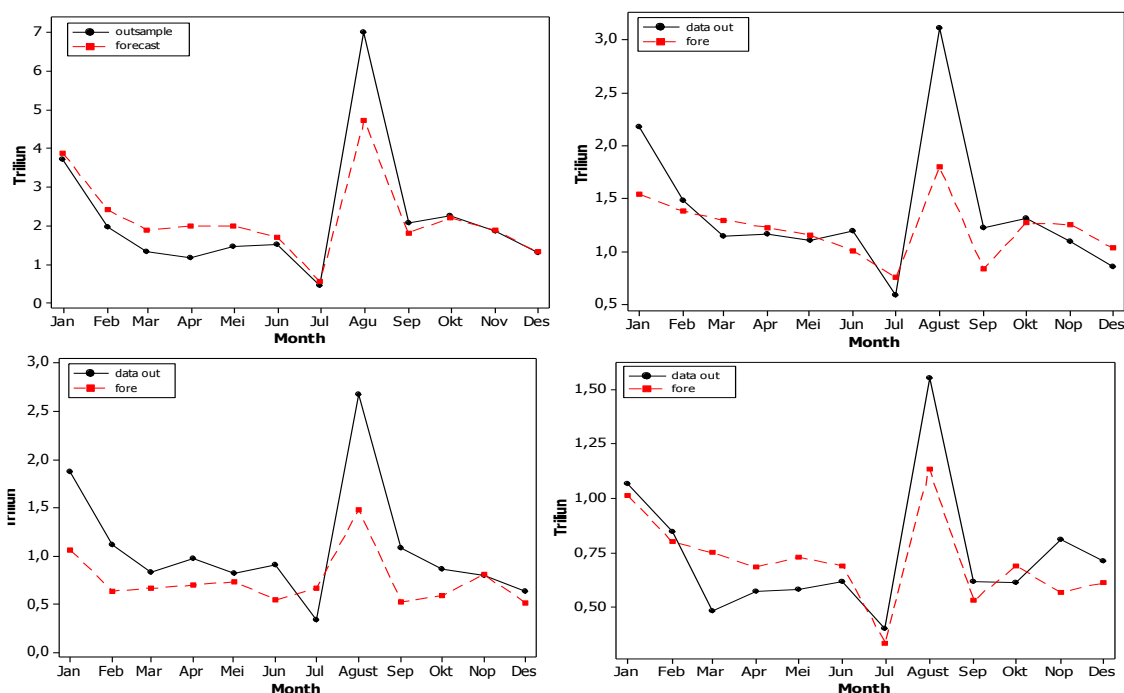 outsample
forecast
7
6
5
4
3
2
1
0
Triliun
Jan Feb Mar Apr Mei Jun Jul Agu Sep Okt Nov Des
Month
data out
fore
3,0
2,5
2,0
1,5
1,0
0,5
Triliun
Jan Feb Mar Apr Mei Jun Jul Agust Sep Okt Nop Des
Month
data out
fore
3,0
2,5
2,0
1,5
1,0
0,5
0,0
Triliun
Jan Feb Mar Apr Mei Jun Jul Agust Sep Okt Nop Des
Month
data out
fore
1,50
1,25
1,00
0,75
0,50
Triliun
Jan Feb Mar Apr Mei Jun Jul Agust Sep Okt Nop Des
Month